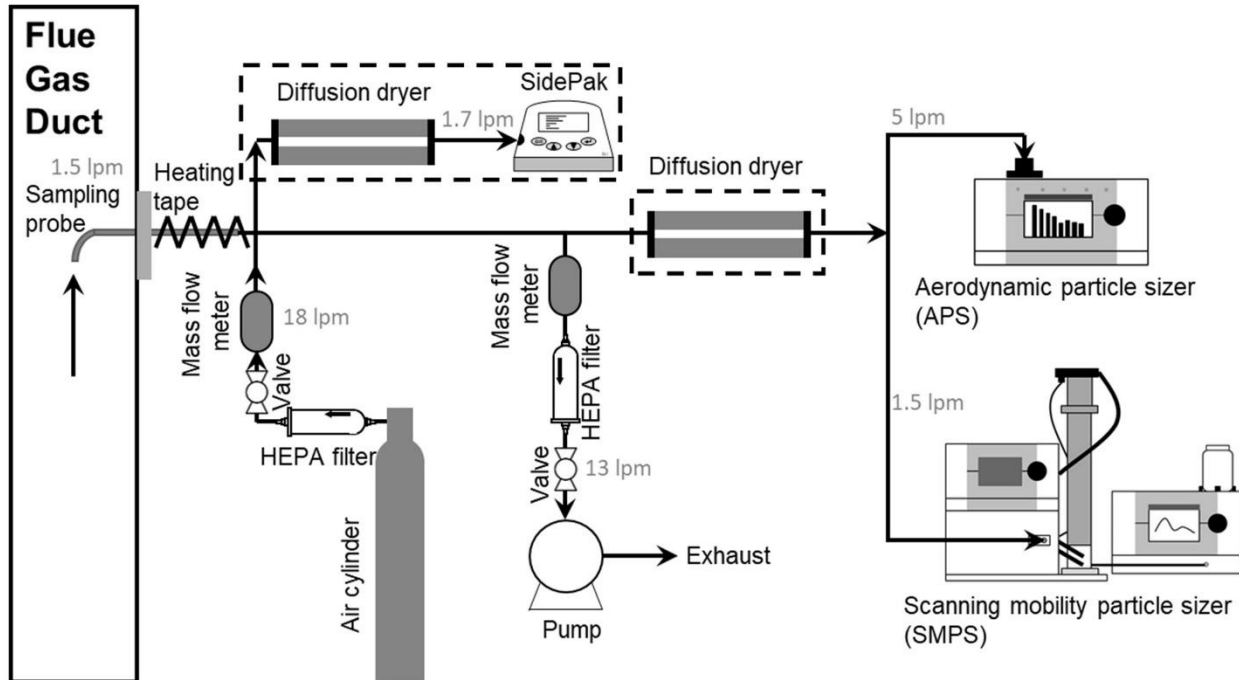 Flue
Gas
Duct
1.5 lpm
Sampling
probe
Heating
tape
Diffusion dryer
1.7 lpm
SidePak
Diffusion dryer
5 lpm
Aerodynamic particle sizer
(APS)
Mass flow
meter
18 lpm
Valve
HEPA filter
Air cylinder
Mass flow
meter
HEPA filter
Valve
13 lpm
Pump
Exhaust
1.5 lpm
Scanning mobility particle sizer
(SMPS)